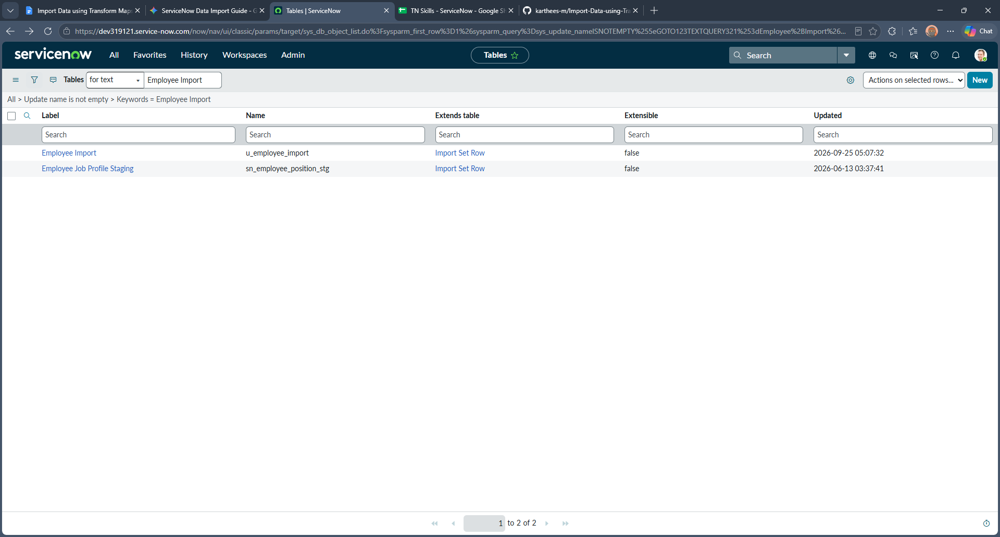 Import Data using Transform Maps
ServiceNow Data Import Guide - G
Tables | ServiceNow
TN Skills - ServiceNow - Google Sh
karthees-m/Import-Data-using-Tra
https://dev319121.service-now.com/now/nav/ui/classic/params/target/sys_db_object_list.do%3Fsysparm_first_row%3D1%26sysparm_query%3Dsys_update_nameISNOTEMPTY%255eGOTO123TEXTQUERY321%253dEmployee%2BImport%26...
Chat
servicenow
All
Favorites
History
Workspaces
Admin
Tables
Search
Tables
for text
Employee Import
Actions on selected rows...
New
All > Update name is not empty > Keywords = Employee Import
Label Name Extends table Extensible Updated
Search Search Search Search Search
Employee Import u_employee_import Import Set Row false 2026-09-25 05:07:32
Employee Job Profile Staging sn_employee_position_stg Import Set Row false 2026-06-13 03:37:41
1 to 2 of 2